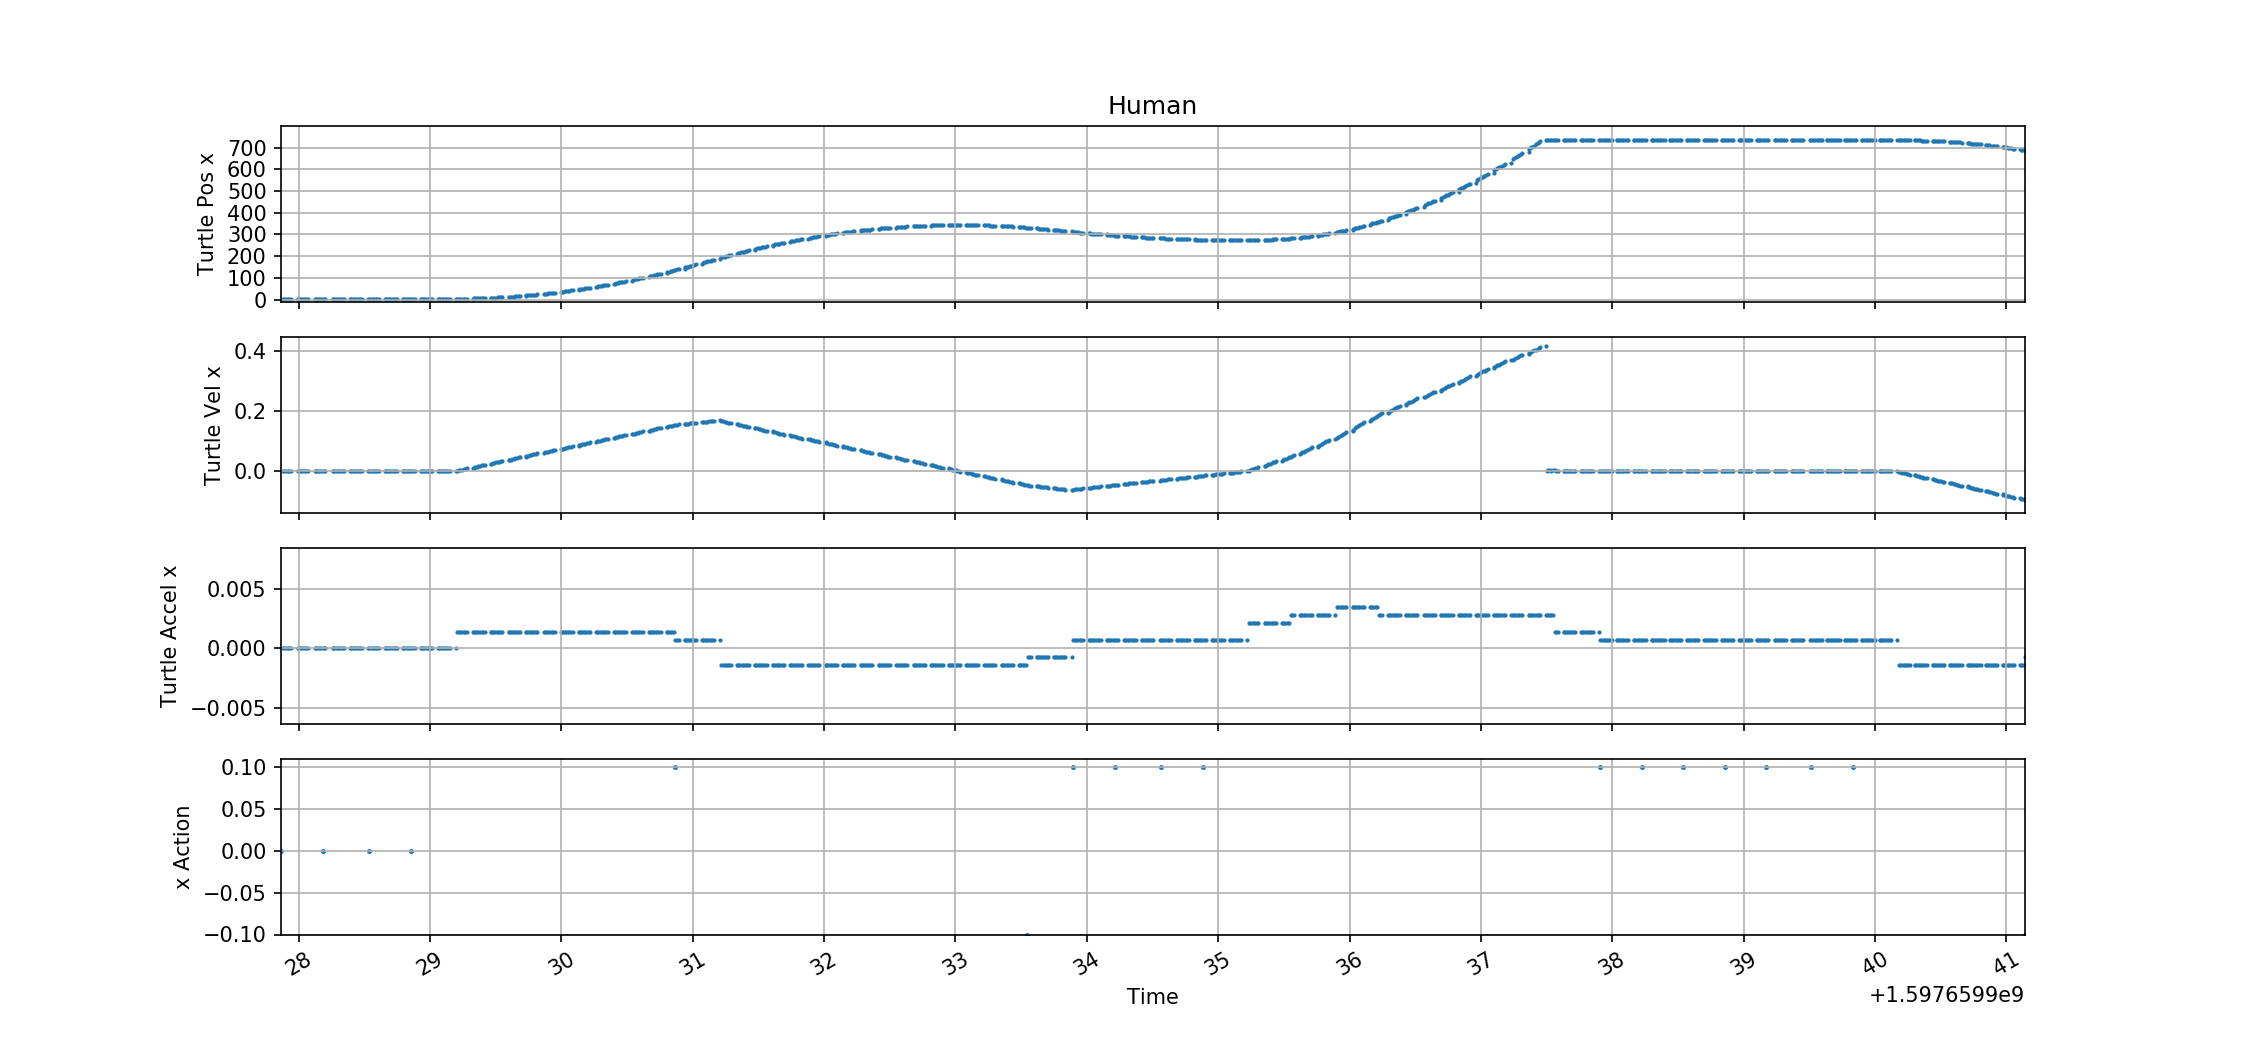 Human
Turtle Pos x
700
600
500
400
300
200
100
0
Turtle Vel x
0.4
0.2
0.0
Turtle Accel x
0.005
0.000
−0.005
x Action
0.10
0.05
0.00
−0.05
−0.10
28 29 30 31 32 33 34 35 36 37 38 39 40 41
Time
+1.5976599e9